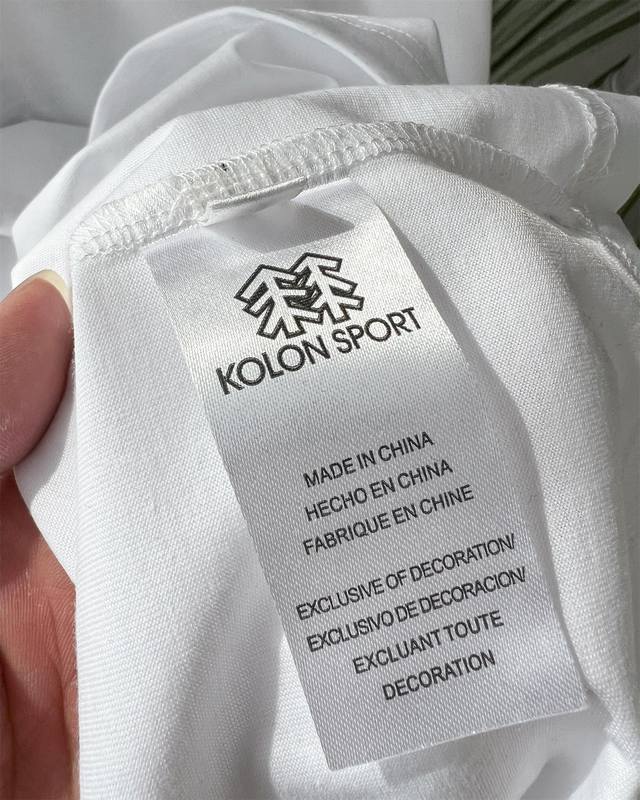 KOLON SPORT
MADE IN CHINA
HECHO EN CHINA
FABRIQUE EN CHINE
EXCLUSIVE OF DECORATION/
EXCLUSIVO DE DECORACION/
EXCLUANT TOUTE
DECORATION